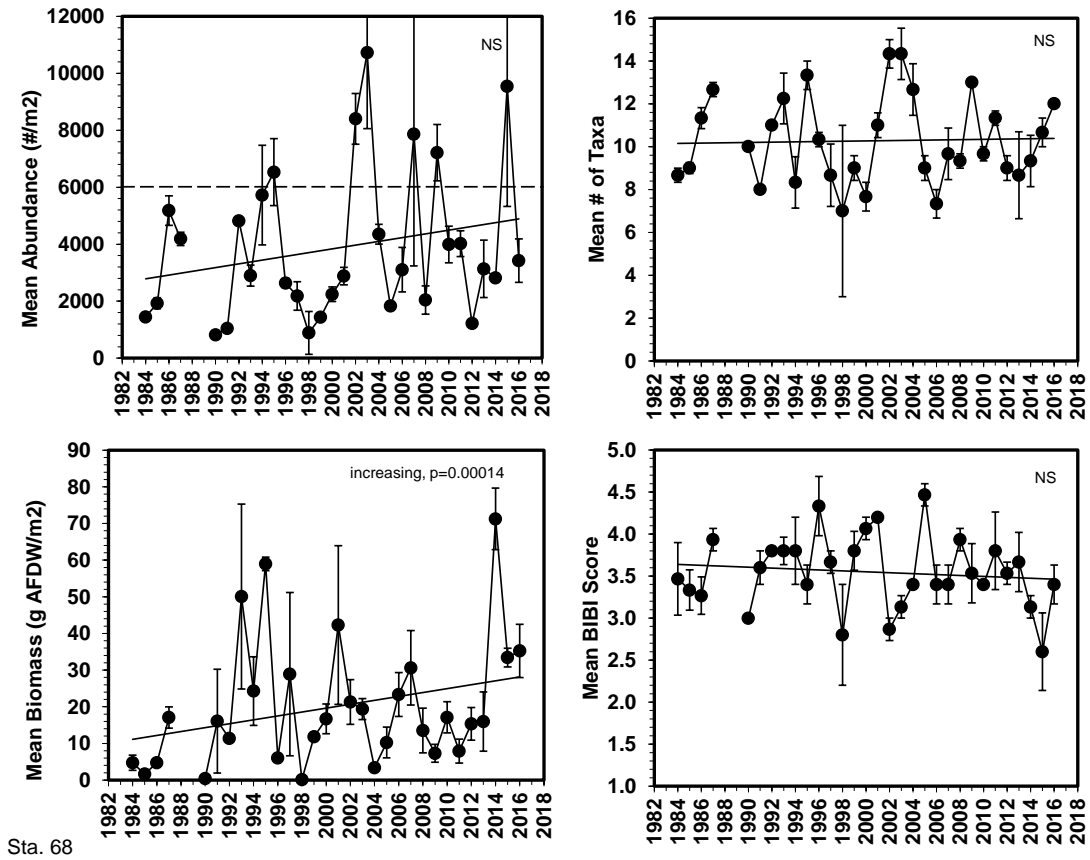 Mean Abundance (#/m2)
12000
10000
8000
6000
4000
2000
0
NS
1982 1984 1986 1988 1990 1992 1994 1996 1998 2000 2002 2004 2006 2008 2010 2012 2014 2016 2018
Mean # of Taxa
16
14
12
10
8
6
4
2
0
NS
1982 1984 1986 1988 1990 1992 1994 1996 1998 2000 2002 2004 2006 2008 2010 2012 2014 2016 2018
Mean Biomass (g AFDW/m2)
90
80
70
60
50
40
30
20
10
0
increasing, p=0.00014
1982 1984 1986 1988 1990 1992 1994 1996 1998 2000 2002 2004 2006 2008 2010 2012 2014 2016 2018
Mean BIBI Score
5.0
4.5
4.0
3.5
3.0
2.5
2.0
1.5
1.0
NS
1982 1984 1986 1988 1990 1992 1994 1996 1998 2000 2002 2004 2006 2008 2010 2012 2014 2016 2018
Sta. 68